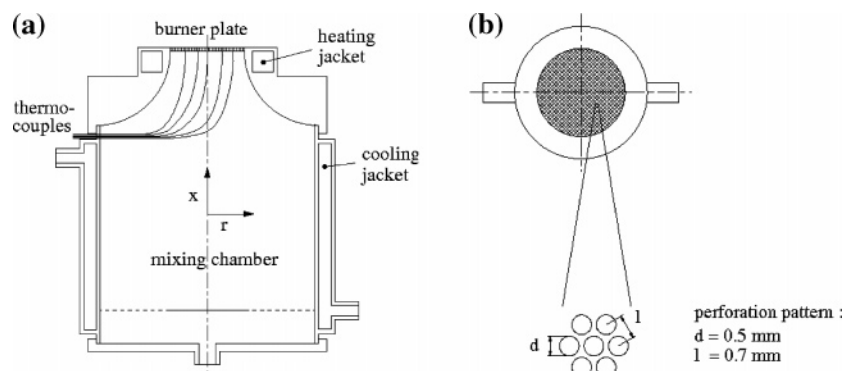 (a)
burner plate
heating
jacket
thermo-
couples
cooling
jacket
x
r
mixing chamber
(b)
l
d
perforation pattern :
d = 0.5 mm
l = 0.7 mm